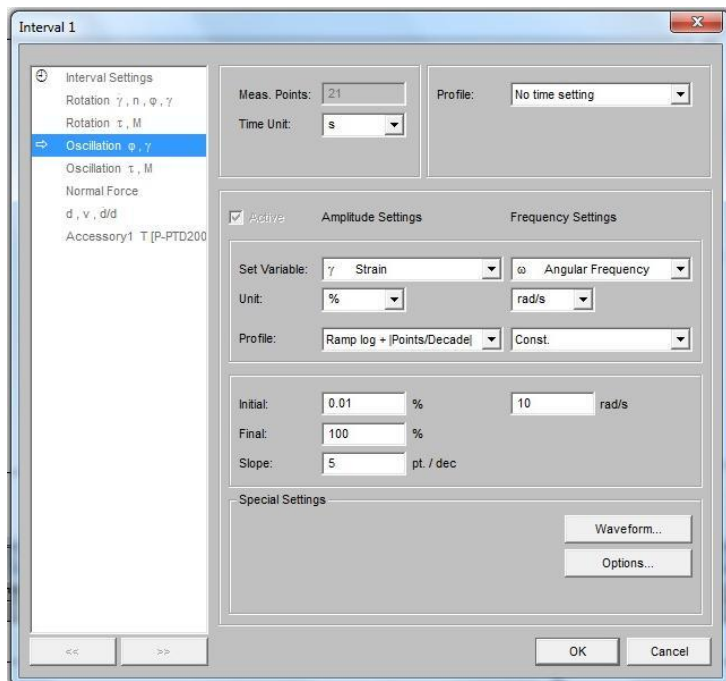 Interval 1
x
Interval Settings
Rotation γ̇ , n , φ , γ
Rotation τ , M
Oscillation φ , γ
Oscillation τ , M
Normal Force
d , v , ḋ/d
Accessory1 T [P-PTD200
<< >>
Meas. Points: 21
Time Unit: s
Profile: No time setting
Active Amplitude Settings Frequency Settings
Set Variable: γ Strain ω Angular Frequency
Unit: % rad/s
Profile: Ramp log + |Points/Decade| Const.
Initial: 0.01 % 10 rad/s
Final: 100 %
Slope: 5 pt. / dec
Special Settings
Waveform...
Options...
OK Cancel